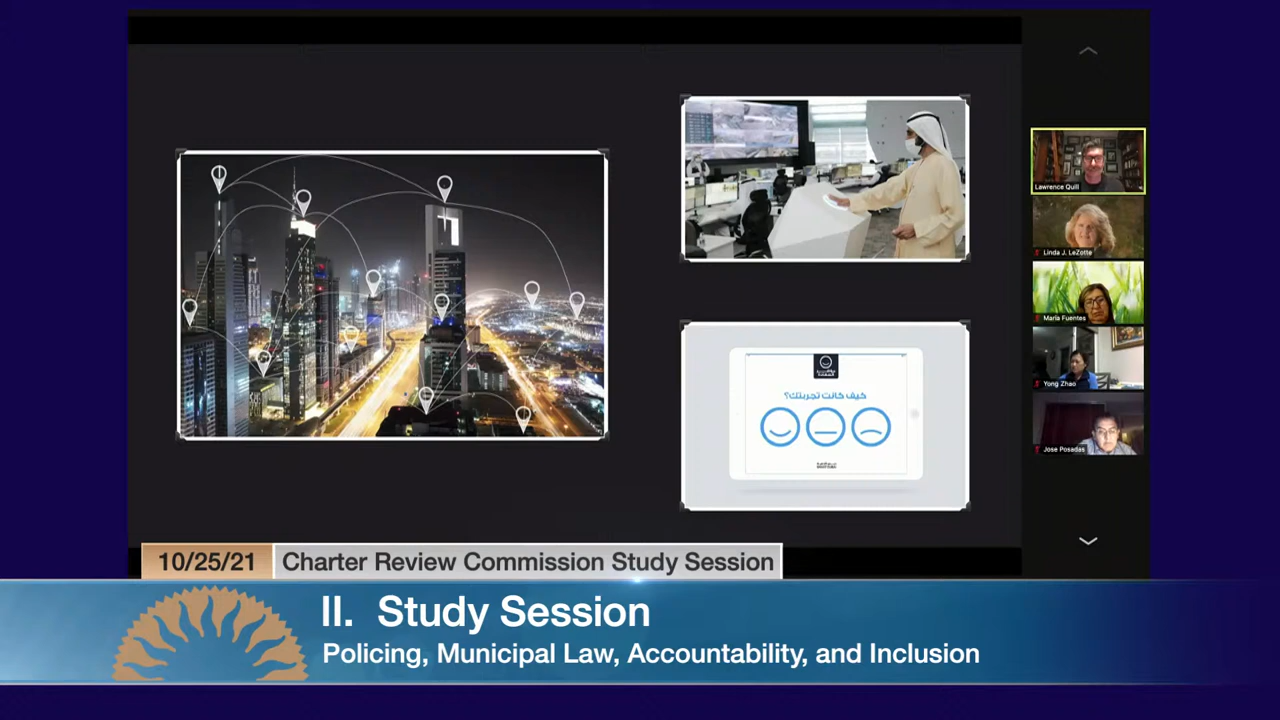 Lawrence Quill
Linda J. LeZotte
Maria Fuentes
Yong Zhao
Jose Posadas
كيف كانت تجربتك؟
10/25/21
Charter Review Commission Study Session
II. Study Session
Policing, Municipal Law, Accountability, and Inclusion